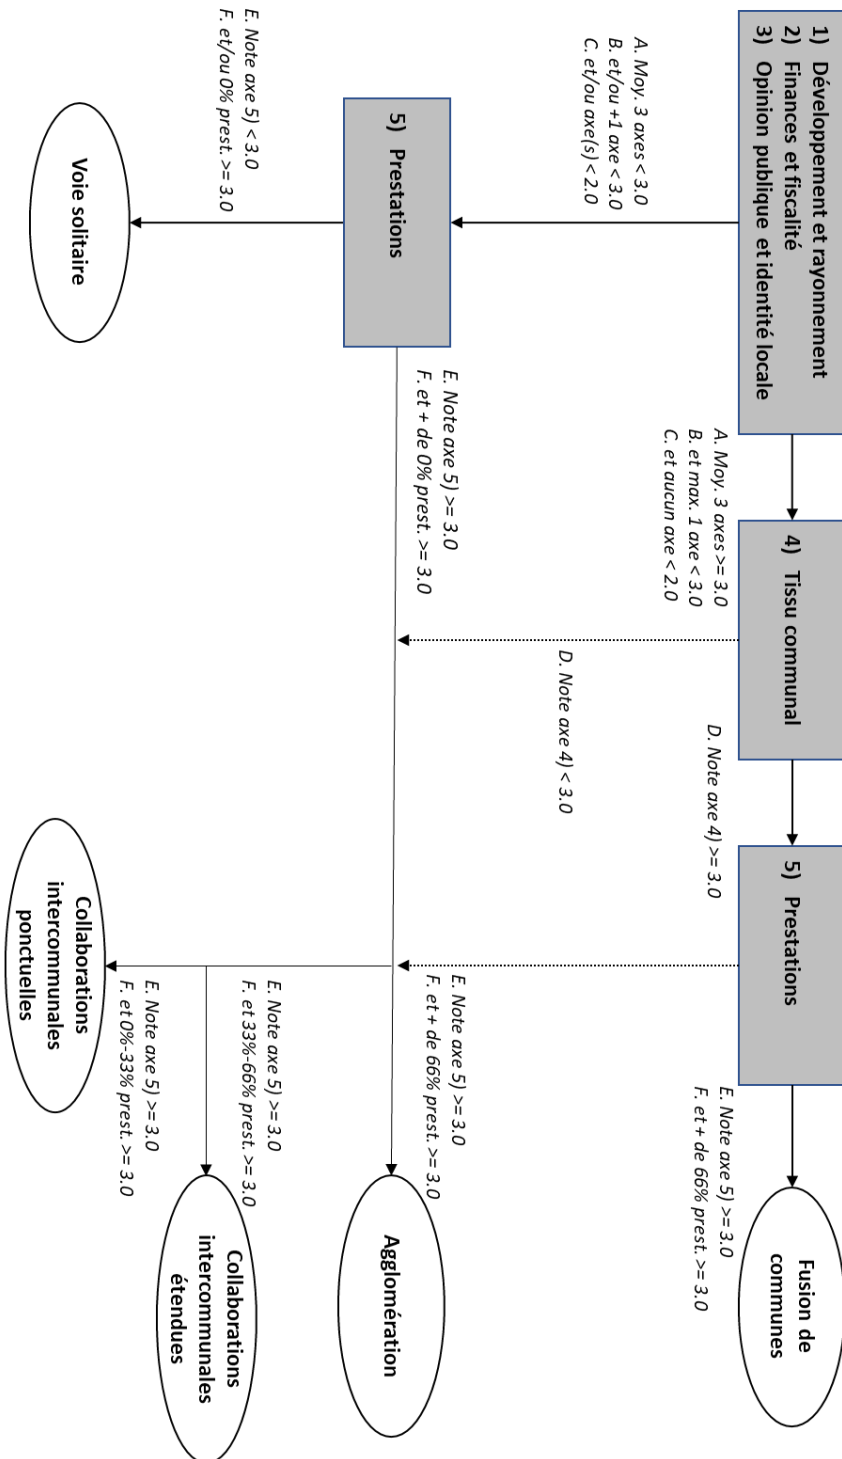 1) Développement et rayonnement
2) Finances et fiscalité
3) Opinion publique et identité locale
A. Moy. 3 axes >= 3.0
B. et max. 1 axe < 3.0
C. et aucun axe < 2.0
4) Tissu communal
D. Note axe 4) >= 3.0
5) Prestations
E. Note axe 5) >= 3.0
F. et + de 66% prest. >= 3.0
Fusion de
communes
A. Moy. 3 axes < 3.0
B. et/ou +1 axe < 3.0
C. et/ou axe(s) < 2.0
D. Note axe 4) < 3.0
5) Prestations
E. Note axe 5) >= 3.0
F. et + de 0% prest. >= 3.0
E. Note axe 5) >= 3.0
F. et + de 66% prest. >= 3.0
Agglomération
E. Note axe 5) < 3.0
F. et/ou 0% prest. >= 3.0
Voie solitaire
E. Note axe 5) >= 3.0
F. et 33%-66% prest. >= 3.0
Collaborations
intercommunales
étendues
E. Note axe 5) >= 3.0
F. et 0%-33% prest. >= 3.0
Collaborations
intercommunales
ponctuelles